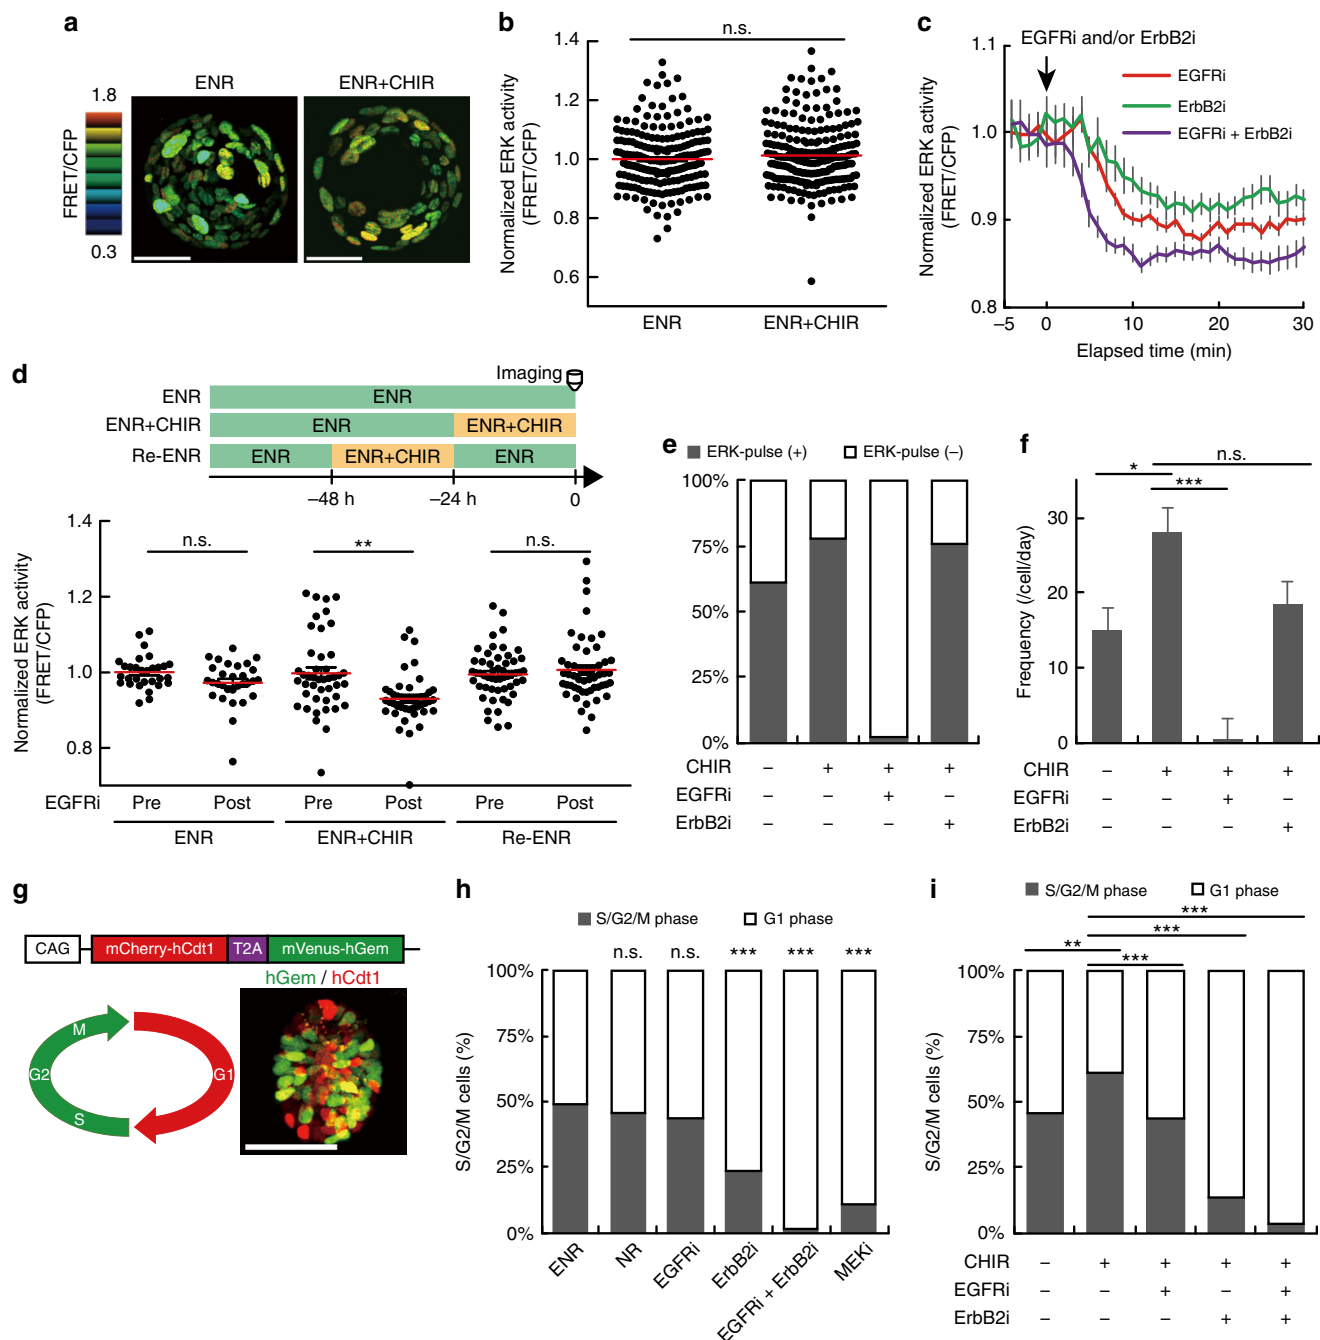 a
ENR
ENR+CHIR
1.8
FRET/CFP
0.3
b
n.s.
1.4
1.2
1.0
0.8
0.6
Normalized ERK activity
(FRET/CFP)
ENR
ENR+CHIR
c
EGFRi and/or ErbB2i
EGFRi
ErbB2i
EGFRi + ErbB2i
1.1
1.0
0.9
0.8
Normalized ERK activity
(FRET/CFP)
–5
0
10
20
30
Elapsed time (min)
d
Imaging
ENR
ENR
ENR+CHIR
ENR
ENR+CHIR
Re-ENR
ENR
ENR+CHIR
ENR
–48 h
–24 h
0
1.4
1.2
1.0
0.8
Normalized ERK activity
(FRET/CFP)
n.s.
**
n.s.
EGFRi
Pre
Post
Pre
Post
Pre
Post
ENR
ENR+CHIR
Re-ENR
e
ERK-pulse (+)
ERK-pulse (–)
100%
75%
50%
25%
0%
CHIR – + + +
EGFRi – – + –
ErbB2i – – – +
f
n.s.
*
***
30
20
10
0
Frequency (/cell/day)
CHIR – + + +
EGFRi – – + –
ErbB2i – – – +
g
CAG
mCherry-hCdt1
T2A
mVenus-hGem
hGem / hCdt1
M
G2
S
G1
h
S/G2/M phase
G1 phase
n.s.
n.s.
***
***
***
100%
75%
50%
25%
0%
S/G2/M cells (%)
ENR
NR
EGFRi
ErbB2i
EGFRi + ErbB2i
MEKi
i
S/G2/M phase
G1 phase
***
***
**
***
100%
75%
50%
25%
0%
S/G2/M cells (%)
CHIR – + + + +
EGFRi – – + – +
ErbB2i – – – + +